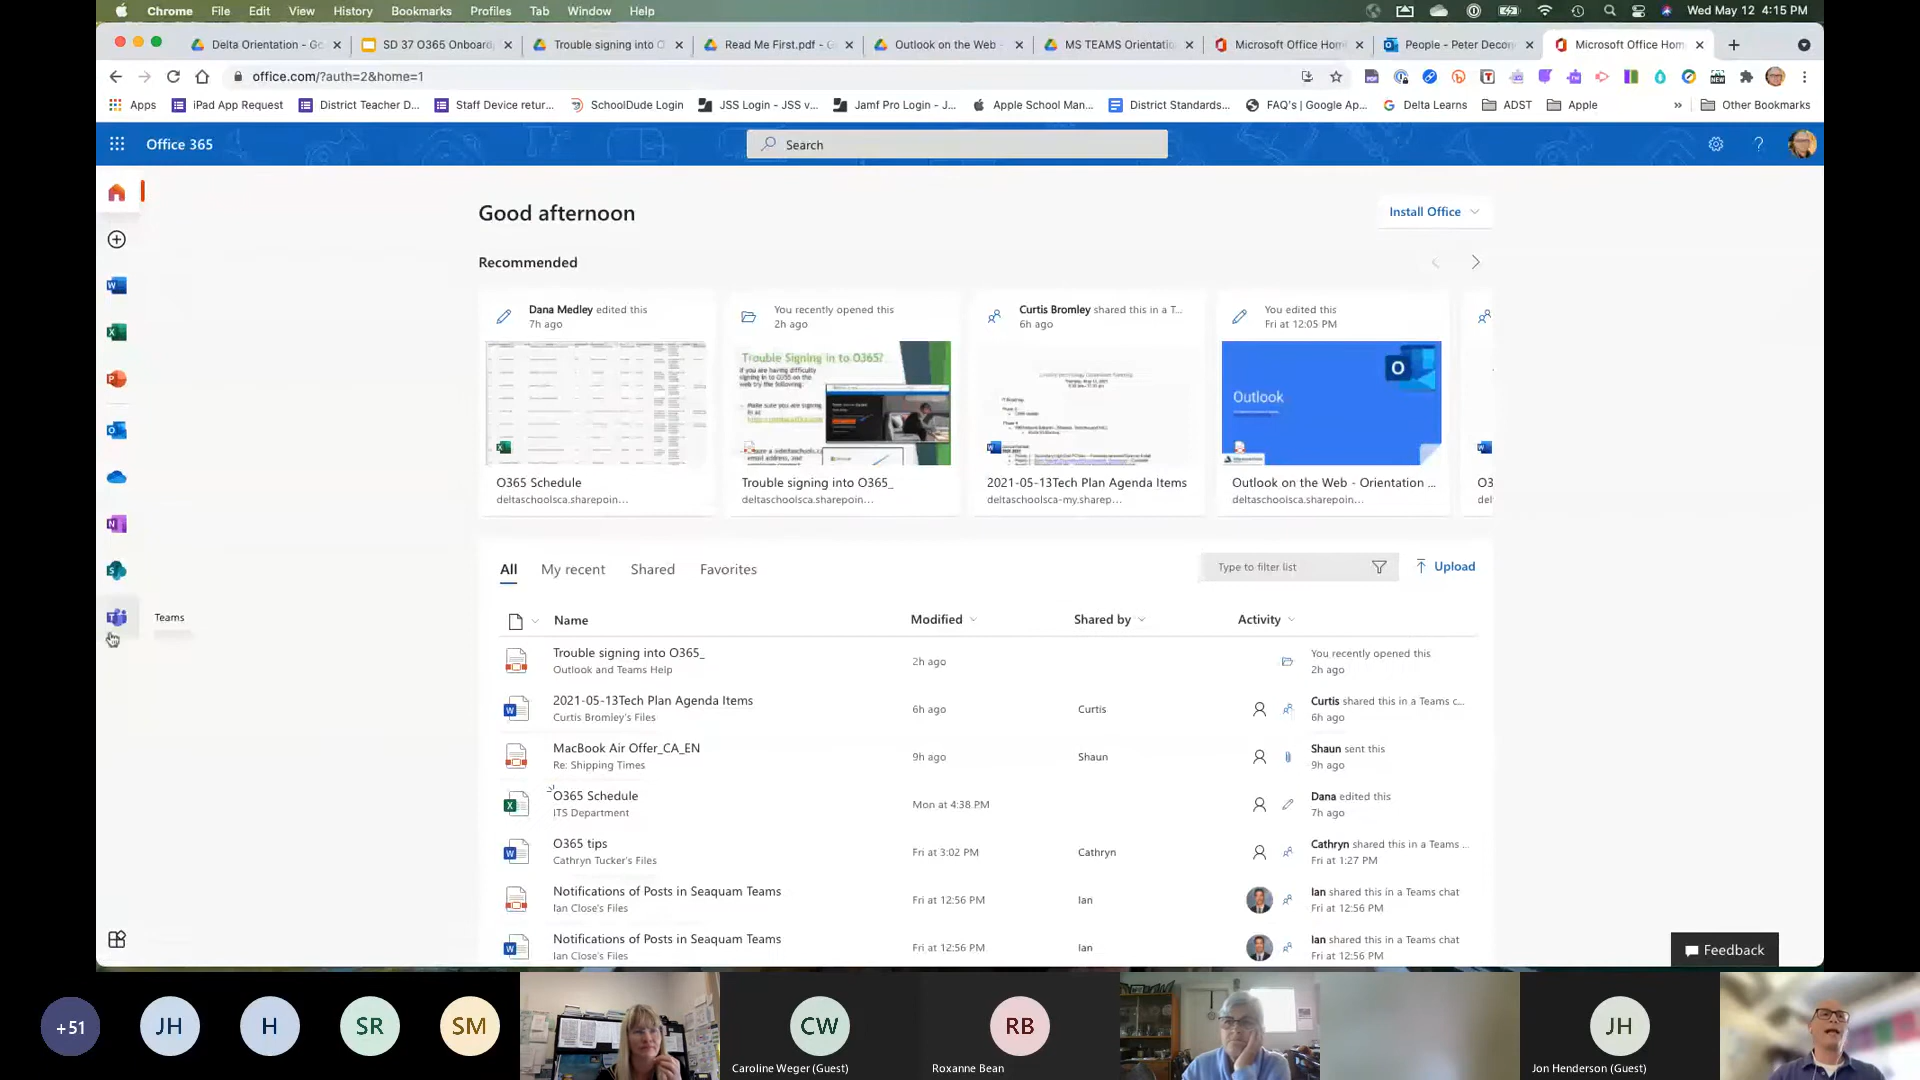 Chrome File Edit View History Bookmarks Profiles Tab Window Help
Wed May 12 4:15 PM
Delta Orientation - Go
SD 37 O365 Onboard
Trouble signing into O
Read Me First.pdf - G
Outlook on the Web -
MS TEAMS Orientatio
Microsoft Office Hom
People - Peter Decon
Microsoft Office Hom
office.com/?auth=2&home=1
Apps
iPad App Request
District Teacher D...
Staff Device retur...
SchoolDude Login
JSS Login - JSS v...
Jamf Pro Login - J...
Apple School Man...
District Standards...
FAQ's | Google Ap...
Delta Learns
ADST
Apple
»
Other Bookmarks
Office 365
Search
?
Good afternoon
Install Office
Recommended
Dana Medley edited this
7h ago
O365 Schedule
deltaschoolsca.sharepoin...
You recently opened this
2h ago
Trouble Signing in to O365?
Trouble signing into O365_
deltaschoolsca.sharepoin...
Curtis Bromley shared this in a T...
6h ago
2021-05-13Tech Plan Agenda Items
deltaschoolsca-my.sharep...
You edited this
Fri at 12:05 PM
Outlook
Outlook on the Web - Orientation ...
deltaschoolsca.sharepoin...
O3
del
All
My recent
Shared
Favorites
Type to filter list
Upload
Name
Modified
Shared by
Activity
Teams
Trouble signing into O365_
Outlook and Teams Help
2h ago
You recently opened this
2h ago
2021-05-13Tech Plan Agenda Items
Curtis Bromley's Files
6h ago
Curtis
Curtis shared this in a Teams c...
6h ago
MacBook Air Offer_CA_EN
Re: Shipping Times
9h ago
Shaun
Shaun sent this
9h ago
O365 Schedule
ITS Department
Mon at 4:38 PM
Dana edited this
7h ago
O365 tips
Cathryn Tucker's Files
Fri at 3:02 PM
Cathryn
Cathryn shared this in a Teams ...
Fri at 1:27 PM
Notifications of Posts in Seaquam Teams
Ian Close's Files
Fri at 12:56 PM
Ian
Ian shared this in a Teams chat
Fri at 12:56 PM
Notifications of Posts in Seaquam Teams
Ian Close's Files
Fri at 12:56 PM
Ian
Ian shared this in a Teams chat
Fri at 12:56 PM
Feedback
+51
JH
H
SR
SM
CW
Caroline Weger (Guest)
RB
Roxanne Bean
JH
Jon Henderson (Guest)